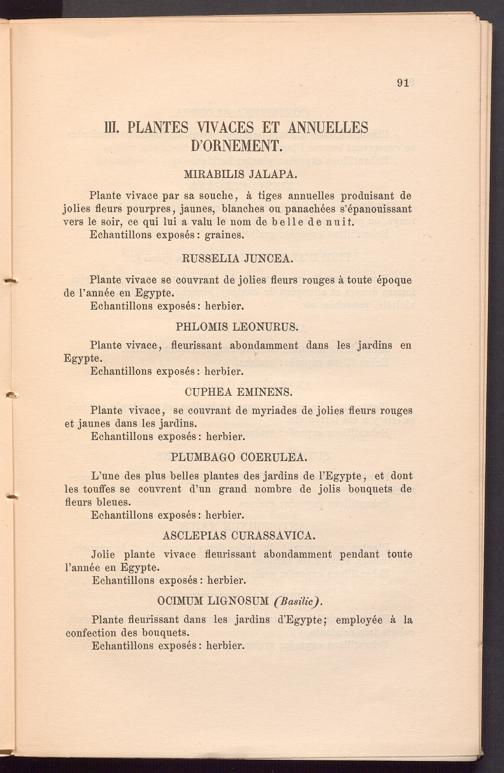 91
III. PLANTES VIVACES ET ANNUELLES
D'ORNEMENT.
MIRABILIS JALAPA.
Plante vivace par sa souche, à tiges annuelles produisant de
jolies fleurs pourpres, jaunes, blanches ou panachées s'épanouissant
vers le soir, ce qui lui a valu le nom de belle de nuit.
Echantillons exposés: graines.
RUSSELIA JUNCEA.
Plante vivace se couvrant de jolies fleurs rouges à toute époque
de l'année en Egypte.
Echantillons exposés: herbier.
PHLOMIS LEONURUS.
Plante vivace, fleurissant abondamment dans les jardins en
Egypte.
Echantillons exposés: herbier.
CUPHEA EMINENS.
Plante vivace, se couvrant de myriades de jolies fleurs rouges
et jaunes dans les jardins.
Echantillons exposés: herbier.
PLUMBAGO COERULEA.
L'une des plus belles plantes des jardins de l'Egypte, et dont
les touffes se couvrent d'un grand nombre de jolis bouquets de
fleurs bleues.
Echantillons exposés: herbier.
ASCLEPIAS CURASSAVICA.
Jolie plante vivace fleurissant abondamment pendant toute
l'année en Egypte.
Echantillons exposés: herbier.
OCIMUM LIGNOSUM (Basilic).
Plante fleurissant dans les jardins d'Egypte; employée à la
confection des bouquets.
Echantillons exposés: herbier.